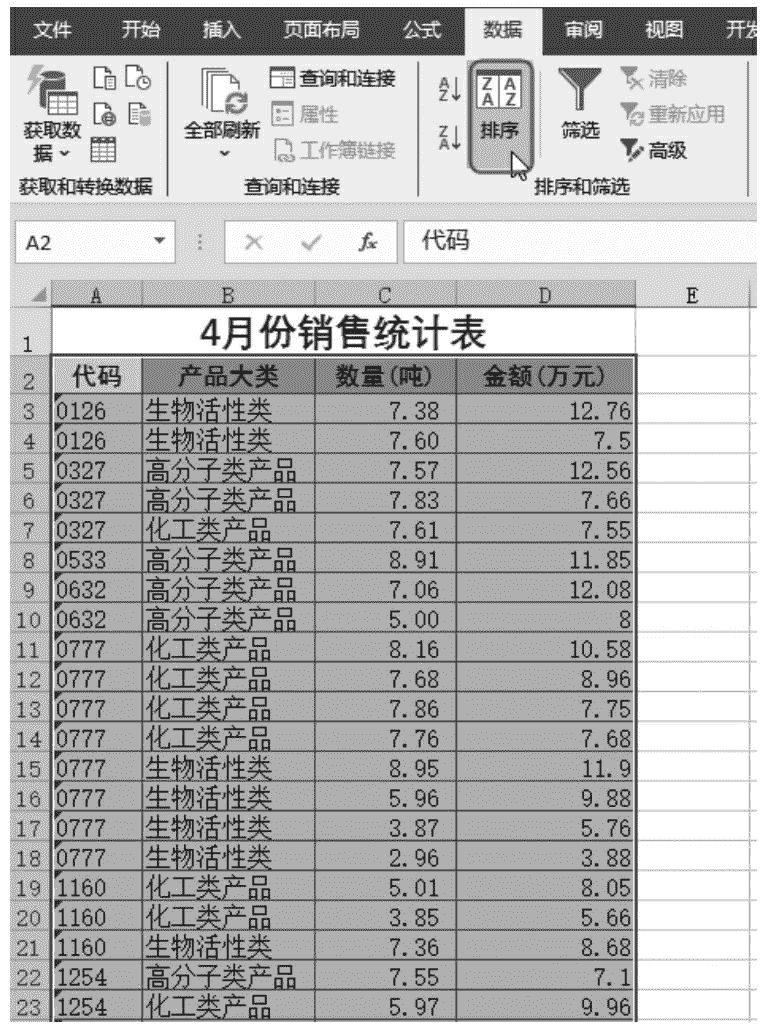 文件 开始 插入 页面布局 公式 数据 审阅 视图 开发
获取数据
全部刷新
查询和连接
属性
工作簿链接
排序
筛选
清除
重新应用
高级
获取和转换数据 查询和连接 排序和筛选
A2 fx 代码
A B C D E
1 4月份销售统计表
2 代码 产品大类 数量(吨) 金额(万元)
3 0126 生物活性类 7.38 12.76
4 0126 生物活性类 7.60 7.5
5 0327 高分子类产品 7.57 12.56
6 0327 高分子类产品 7.83 7.66
7 0327 化工类产品 7.61 7.55
8 0533 高分子类产品 8.91 11.85
9 0632 高分子类产品 7.06 12.08
10 0632 高分子类产品 5.00 8
11 0777 化工类产品 8.16 10.58
12 0777 化工类产品 7.68 8.96
13 0777 化工类产品 7.86 7.75
14 0777 化工类产品 7.76 7.68
15 0777 生物活性类 8.95 11.9
16 0777 生物活性类 5.96 9.88
17 0777 生物活性类 3.87 5.76
18 0777 生物活性类 2.96 3.88
19 1160 化工类产品 5.01 8.05
20 1160 化工类产品 3.85 5.66
21 1160 生物活性类 7.36 8.68
22 1254 高分子类产品 7.55 7.1
23 1254 化工类产品 5.97 9.96